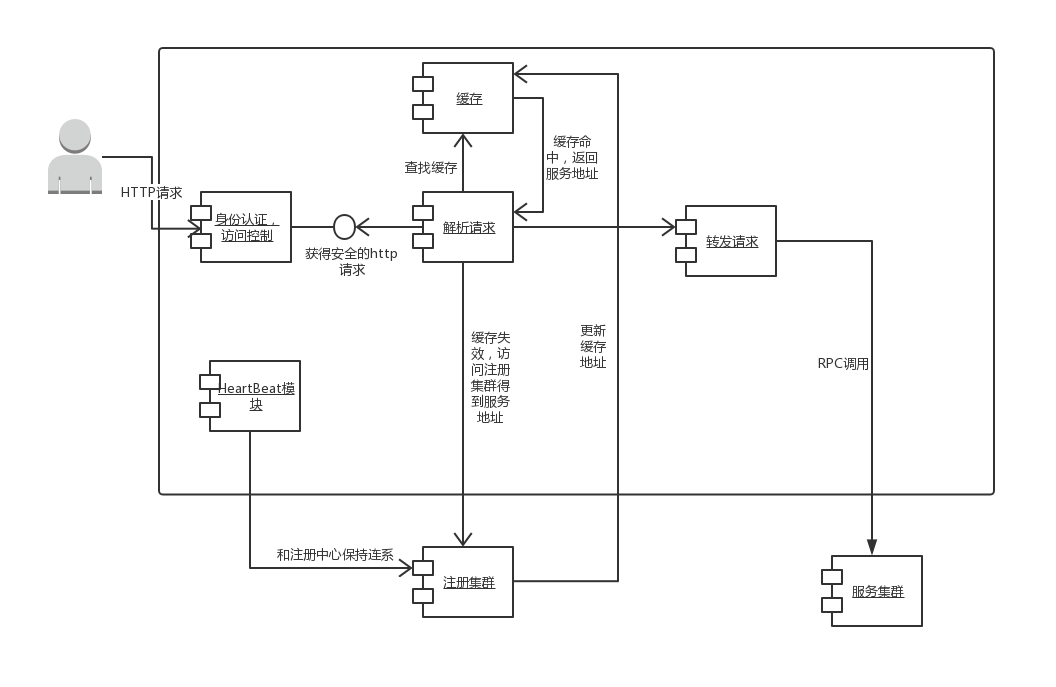 缓存
缓存命
中，返回
服务地址
查找缓存
HTTP请求
身份认证，
访问控制
获得安全的http
请求
解析请求
转发请求
缓存失
效，访
问注册
集群得
到服务
地址
更新
缓存
地址
RPC调用
HeartBeat模
块
和注册中心保持连系
注册集群
服务集群